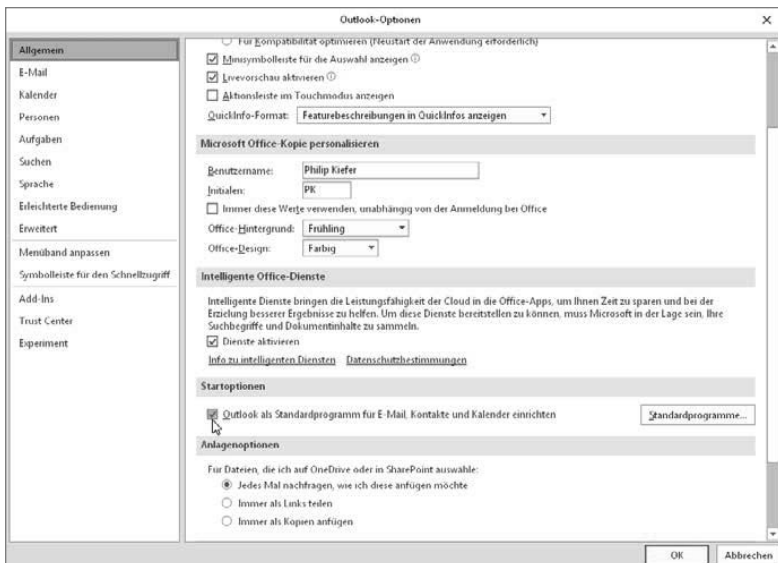 Outlook-Optionen
Allgemein
E-Mail
Kalender
Personen
Aufgaben
Suchen
Sprache
Erleichterte Bedienung
Erweitert
Menüband anpassen
Symbolleiste für den Schnellzugriff
Add-Ins
Trust Center
Experiment
Für Kompatibilität optimieren (Neustart der Anwendung erforderlich)
Minisymbolleiste für die Auswahl anzeigen
Livevorschau aktivieren
Aktionsleiste im Touchmodus anzeigen
QuickInfo-Format: Featurebeschreibungen in QuickInfos anzeigen
Microsoft Office-Kopie personalisieren
Benutzername: Philip Kiefer
Initialen: PK
Immer diese Werte verwenden, unabhängig von der Anmeldung bei Office
Office-Hintergrund: Frühling
Office-Design: Farbig
Intelligente Office-Dienste
Intelligente Dienste bringen die Leistungsfähigkeit der Cloud in die Office-Apps, um Ihnen Zeit zu sparen und bei der
Erzielung besserer Ergebnisse zu helfen. Um diese Dienste bereitstellen zu können, muss Microsoft in der Lage sein, Ihre
Suchbegriffe und Dokumentinhalte zu sammeln.
Dienste aktivieren
Info zu intelligenten Diensten Datenschutzbestimmungen
Startoptionen
Outlook als Standardprogramm für E-Mail, Kontakte und Kalender einrichten Standardprogramme...
Anlagenoptionen
Für Dateien, die ich auf OneDrive oder in SharePoint auswähle:
Jedes Mal nachfragen, wie ich diese anfügen möchte
Immer als Links teilen
Immer als Kopien anfügen
OK Abbrechen